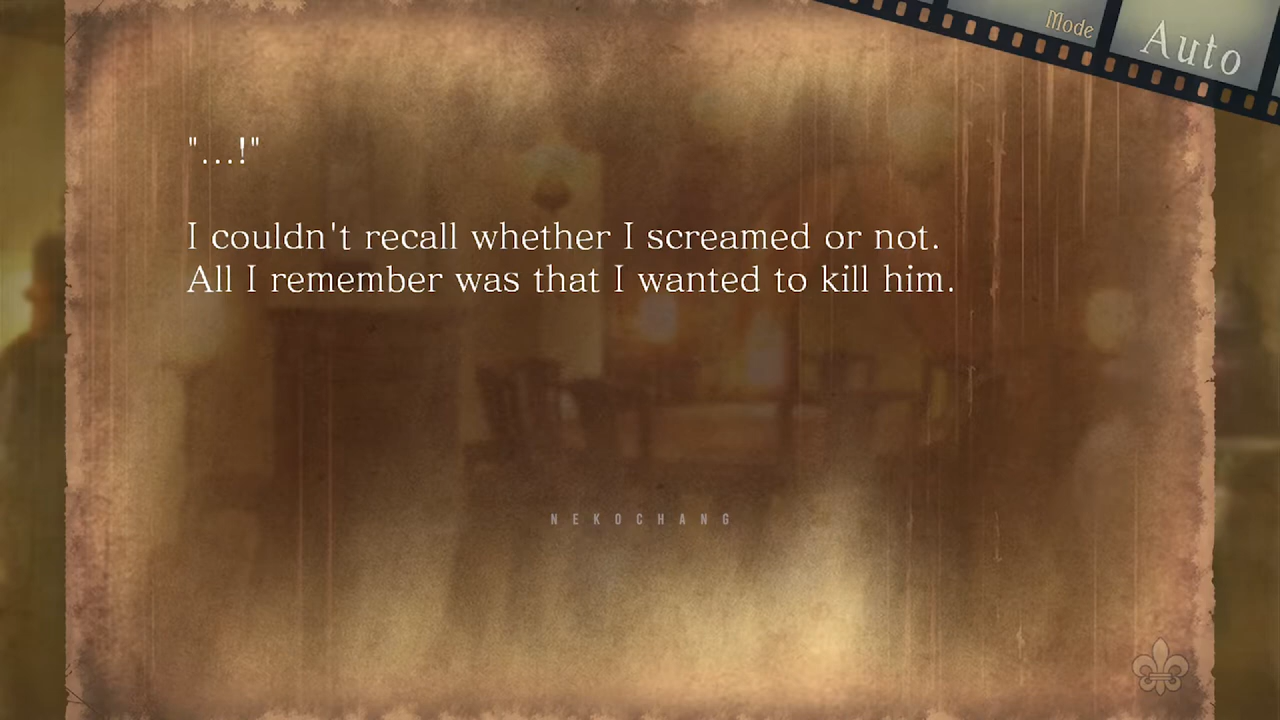 Mode
Auto
"...!"
I couldn't recall whether I screamed or not.
All I remember was that I wanted to kill him.
NEKOCHANG